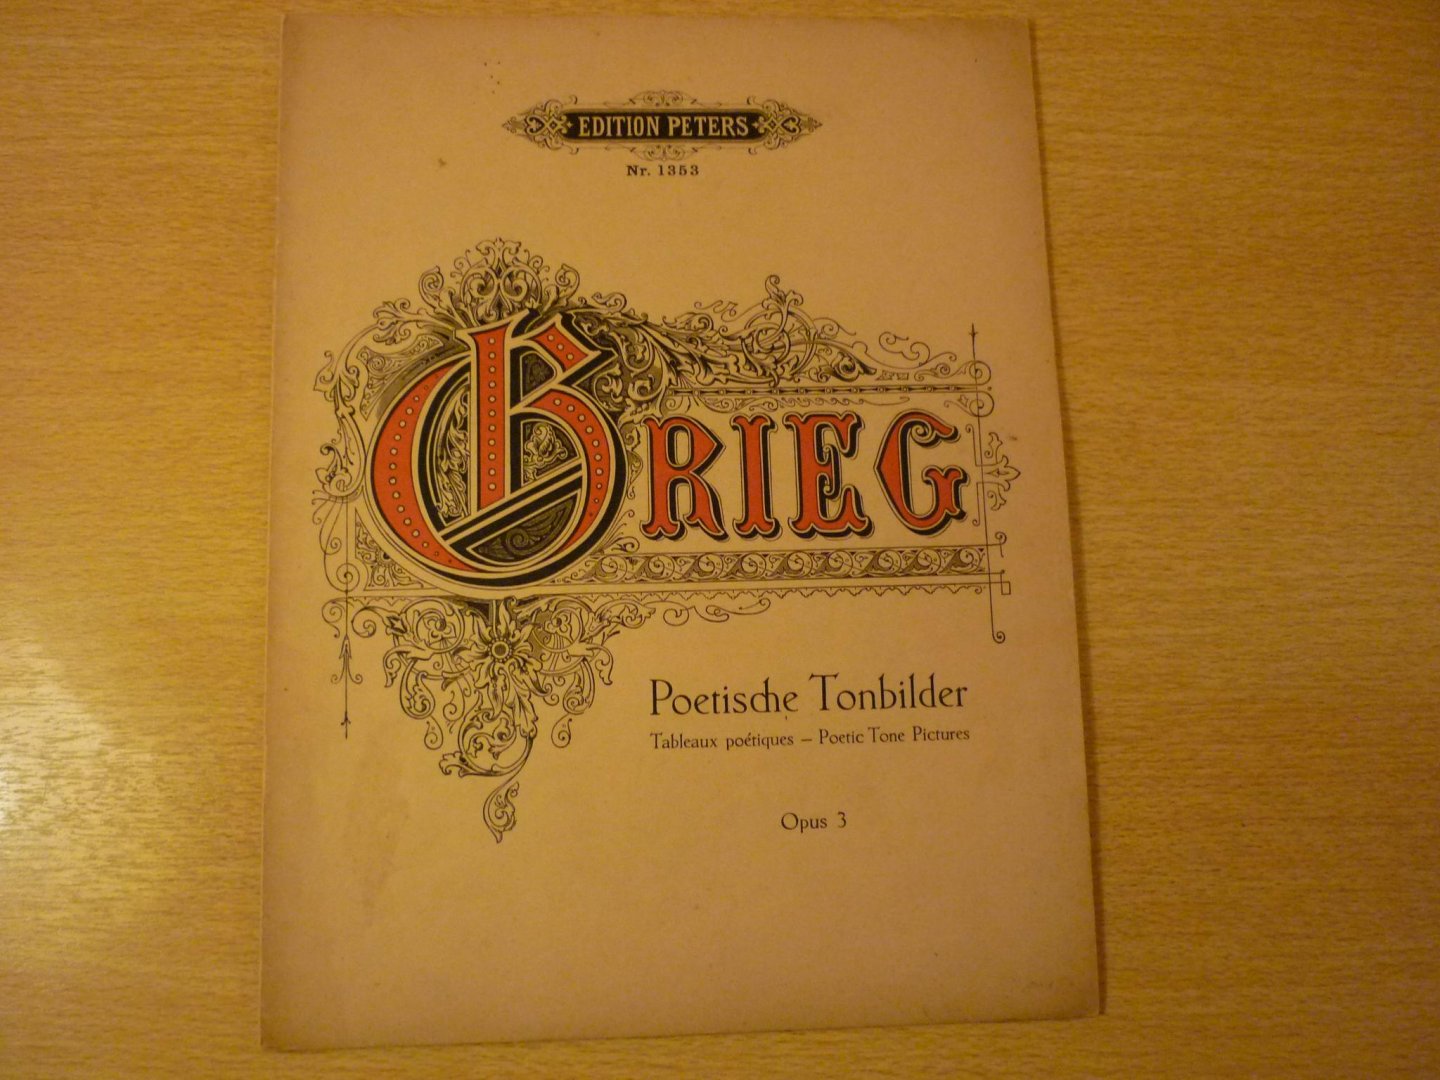 EDITION PETERS
Nr. 1353
GRIEG
Poetische Tonbilder
Tableaux poétiques – Poetic Tone Pictures
Opus 3